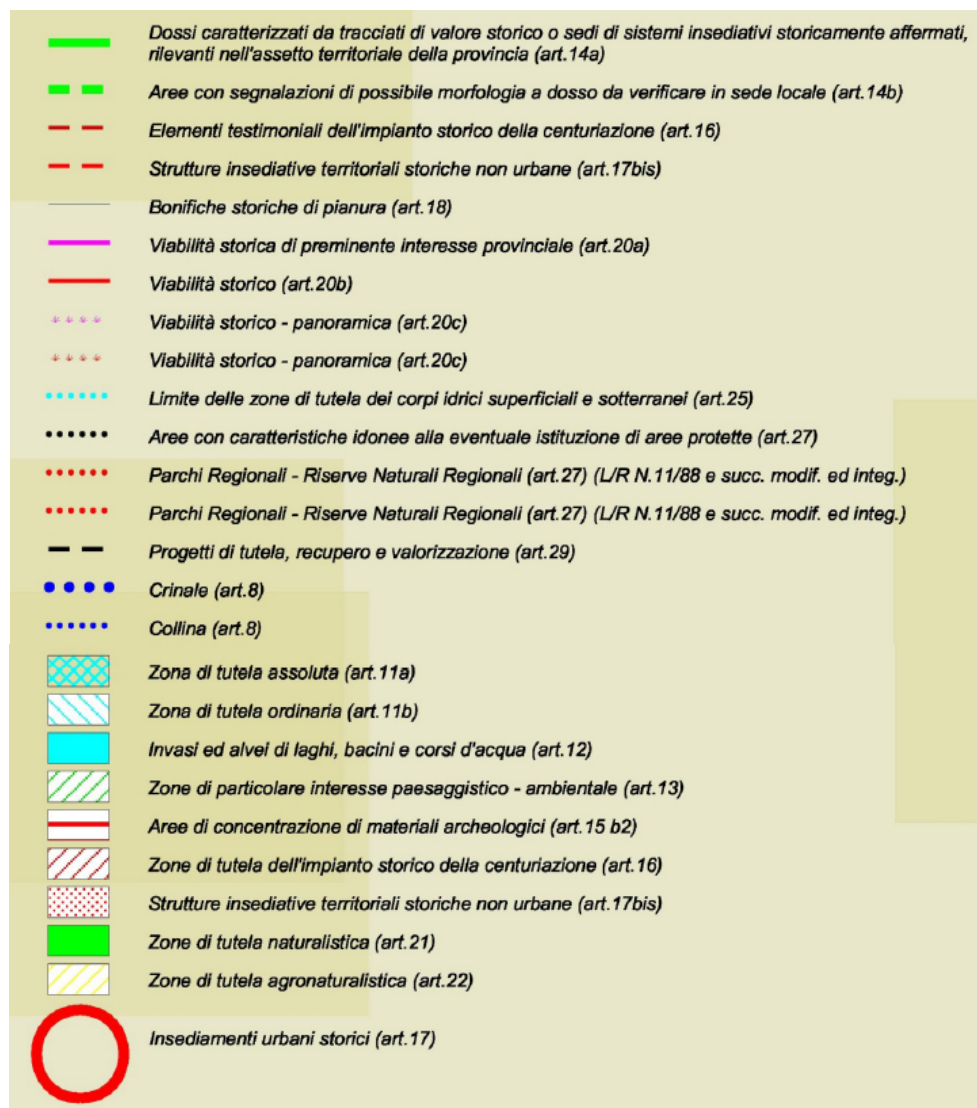 Dossi caratterizzati da tracciati di valore storico o sedi di sistemi insediativi storicamente affermati,
rilevanti nell'assetto territoriale della provincia (art.14a)
Aree con segnalazioni di possibile morfologia a dosso da verificare in sede locale (art.14b)
Elementi testimoniali dell'impianto storico della centuriazione (art.16)
Strutture insediative territoriali storiche non urbane (art.17bis)
Bonifiche storiche di pianura (art.18)
Viabilità storica di preminente interesse provinciale (art.20a)
Viabilità storico (art.20b)
Viabilità storico - panoramica (art.20c)
Viabilità storico - panoramica (art.20c)
Limite delle zone di tutela dei corpi idrici superficiali e sotterranei (art.25)
Aree con caratteristiche idonee alla eventuale istituzione di aree protette (art.27)
Parchi Regionali - Riserve Naturali Regionali (art.27) (L/R N.11/88 e succ. modif. ed integ.)
Parchi Regionali - Riserve Naturali Regionali (art.27) (L/R N.11/88 e succ. modif. ed integ.)
Progetti di tutela, recupero e valorizzazione (art.29)
Crinale (art.8)
Collina (art.8)
Zona di tutela assoluta (art.11a)
Zona di tutela ordinaria (art.11b)
Invasi ed alvei di laghi, bacini e corsi d'acqua (art.12)
Zone di particolare interesse paesaggistico - ambientale (art.13)
Aree di concentrazione di materiali archeologici (art.15 b2)
Zone di tutela dell'impianto storico della centuriazione (art.16)
Strutture insediative territoriali storiche non urbane (art.17bis)
Zone di tutela naturalistica (art.21)
Zone di tutela agronaturalistica (art.22)
Insediamenti urbani storici (art.17)